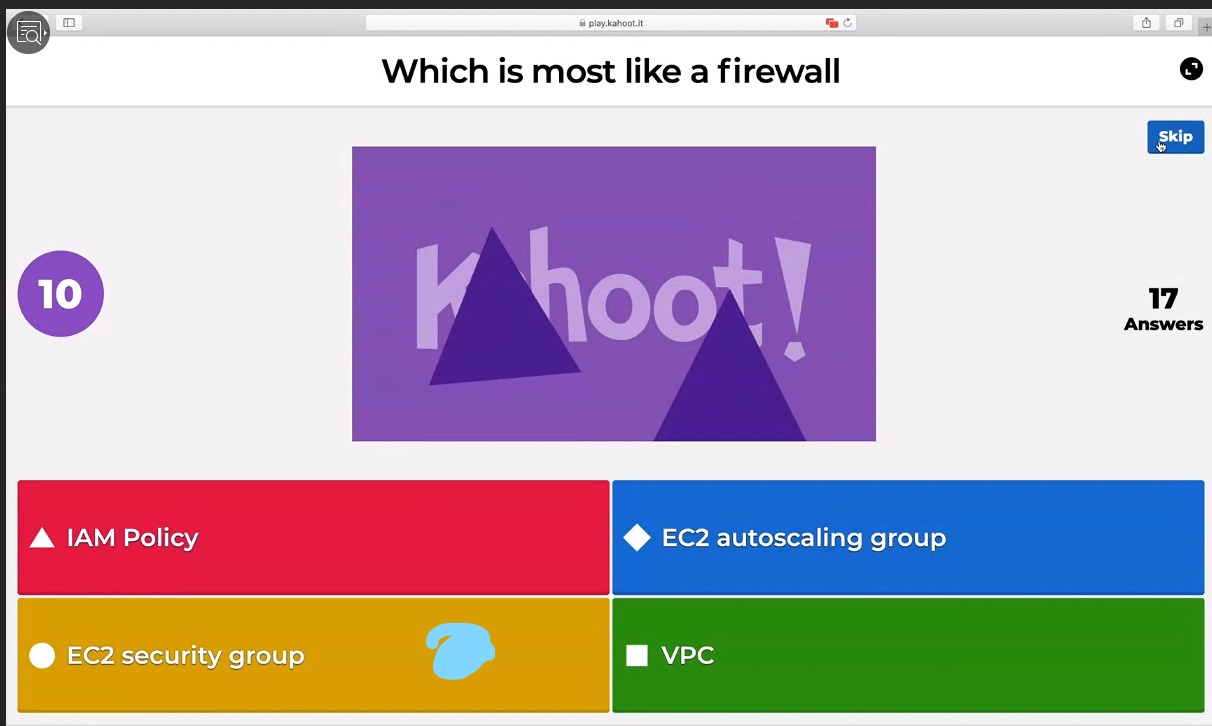 play.kahoot.it
Which is most like a firewall
Skip
Kahoot!
10
17
Answers
IAM Policy
EC2 autoscaling group
EC2 security group
VPC